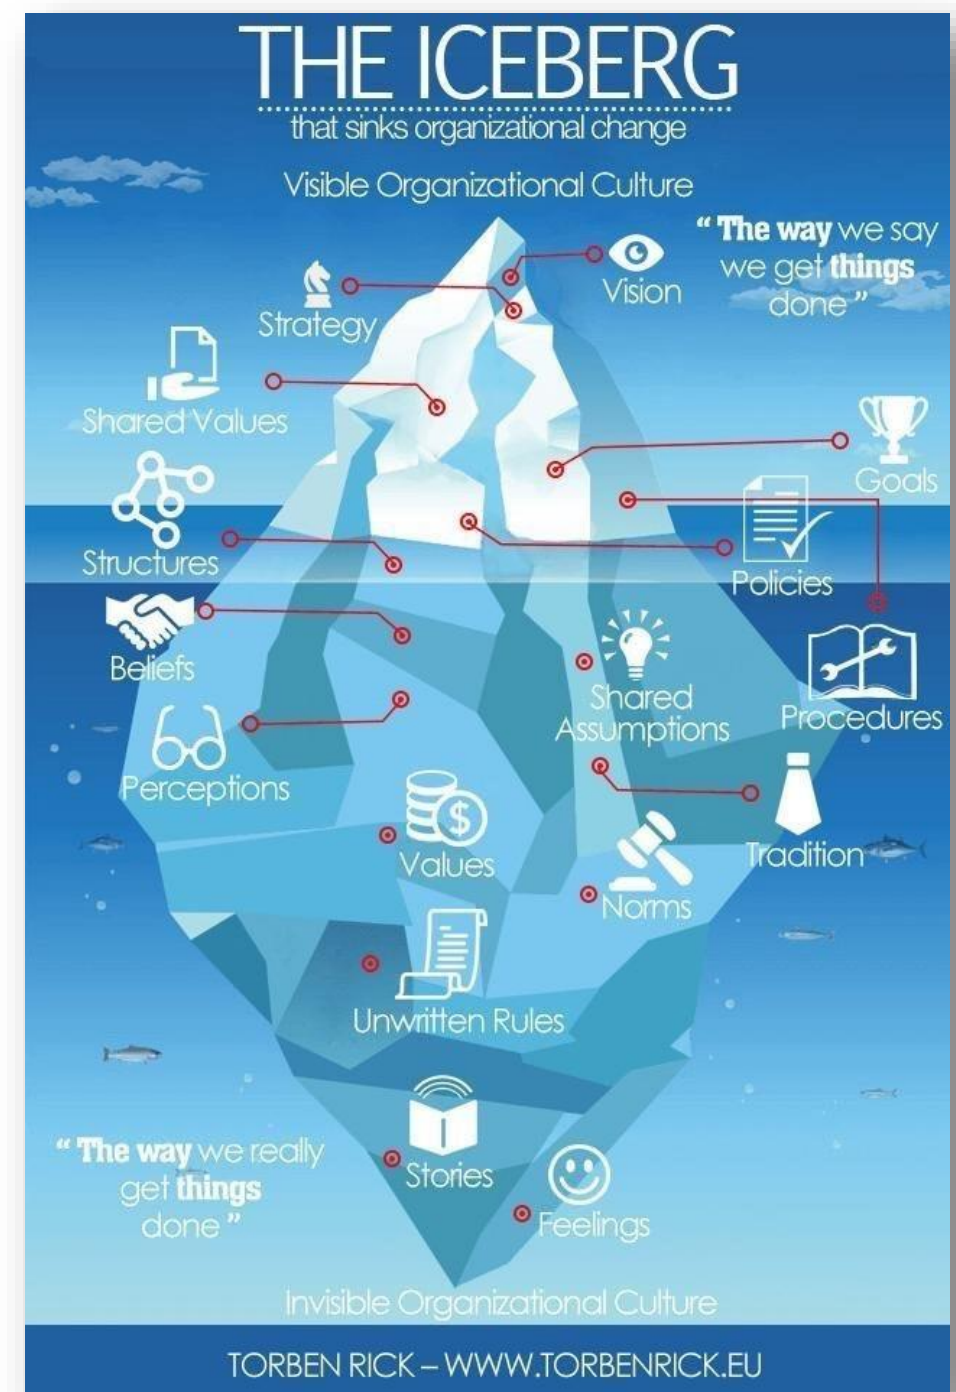 THE ICEBERG
that sinks organizational change
Visible Organizational Culture
“ The way we say
we get things
done ”
Vision
Strategy
Shared Values
Goals
Structures
Policies
Beliefs
Shared
Assumptions
Procedures
Perceptions
Values
Tradition
Norms
Unwritten Rules
“ The way we really
get things
done ”
Stories
Feelings
Invisible Organizational Culture
TORBEN RICK – WWW.TORBENRICK.EU